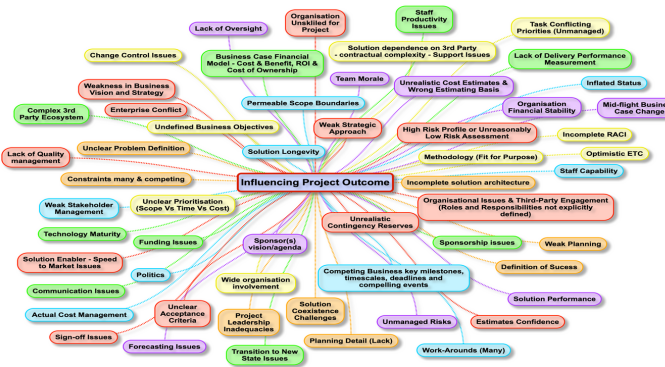 Lack of Oversight
Organisation
Unskliled for
Project
Staff
Productivity
Issues
Task Conflicting
Priorities (Unmanaged)
Change Control Issues
Business Case Financial
Model - Cost & Benefit, ROI &
Cost of Ownership
Solution dependence on 3rd Party
- contractural complexity - Support Issues
Lack of Delivery Performance
Measurement
Weakness in Business
Vision and Strategy
Team Morale
Unrealistic Cost Estimates &
Wrong Estimating Basis
Inflated Status
Complex 3rd
Party Ecosystem
Enterprise Conflict
Permeable Scope Boundaries
Organisation
Financial Stability
Mid-flight Busine
Case Change
Undefined Business Objectives
Weak Strategic
Approach
High Risk Profile or Unreasonably
Low Risk Assessment
Incomplete RACI
Lack of Quality
management
Unclear Problem Definition
Solution Longevity
Methodology (Fit for Purpose)
Optimistic ETC
Constraints many & competing
Influencing Project Outcome
Incomplete solution architecture
Staff Capability
Weak Stakeholder
Management
Unclear Prioritisation
(Scope Vs Time Vs Cost)
Unrealistic
Contingency Reserves
Organisational Issues & Third-Party Engagement
(Roles and Responsibilities not explicitly
defined)
Technology Maturity
Funding Issues
Sponsor(s)
vision/agenda
Sponsorship issues
Weak Planning
Solution Enabler - Speed
to Market Issues
Politics
Wide organisation
involvement
Competing Business key milestones,
timescales, deadlines and
compelling events
Definition of Sucess
Communication Issues
Solution Performance
Actual Cost Management
Unclear
Acceptance
Criteria
Project
Leadership
Inadequacies
Solution
Coexistence
Challenges
Unmanaged Risks
Estimates Confidence
Sign-off Issues
Forecasting Issues
Transition to New
State Issues
Planning Detail (Lack)
Work-Arounds (Many)